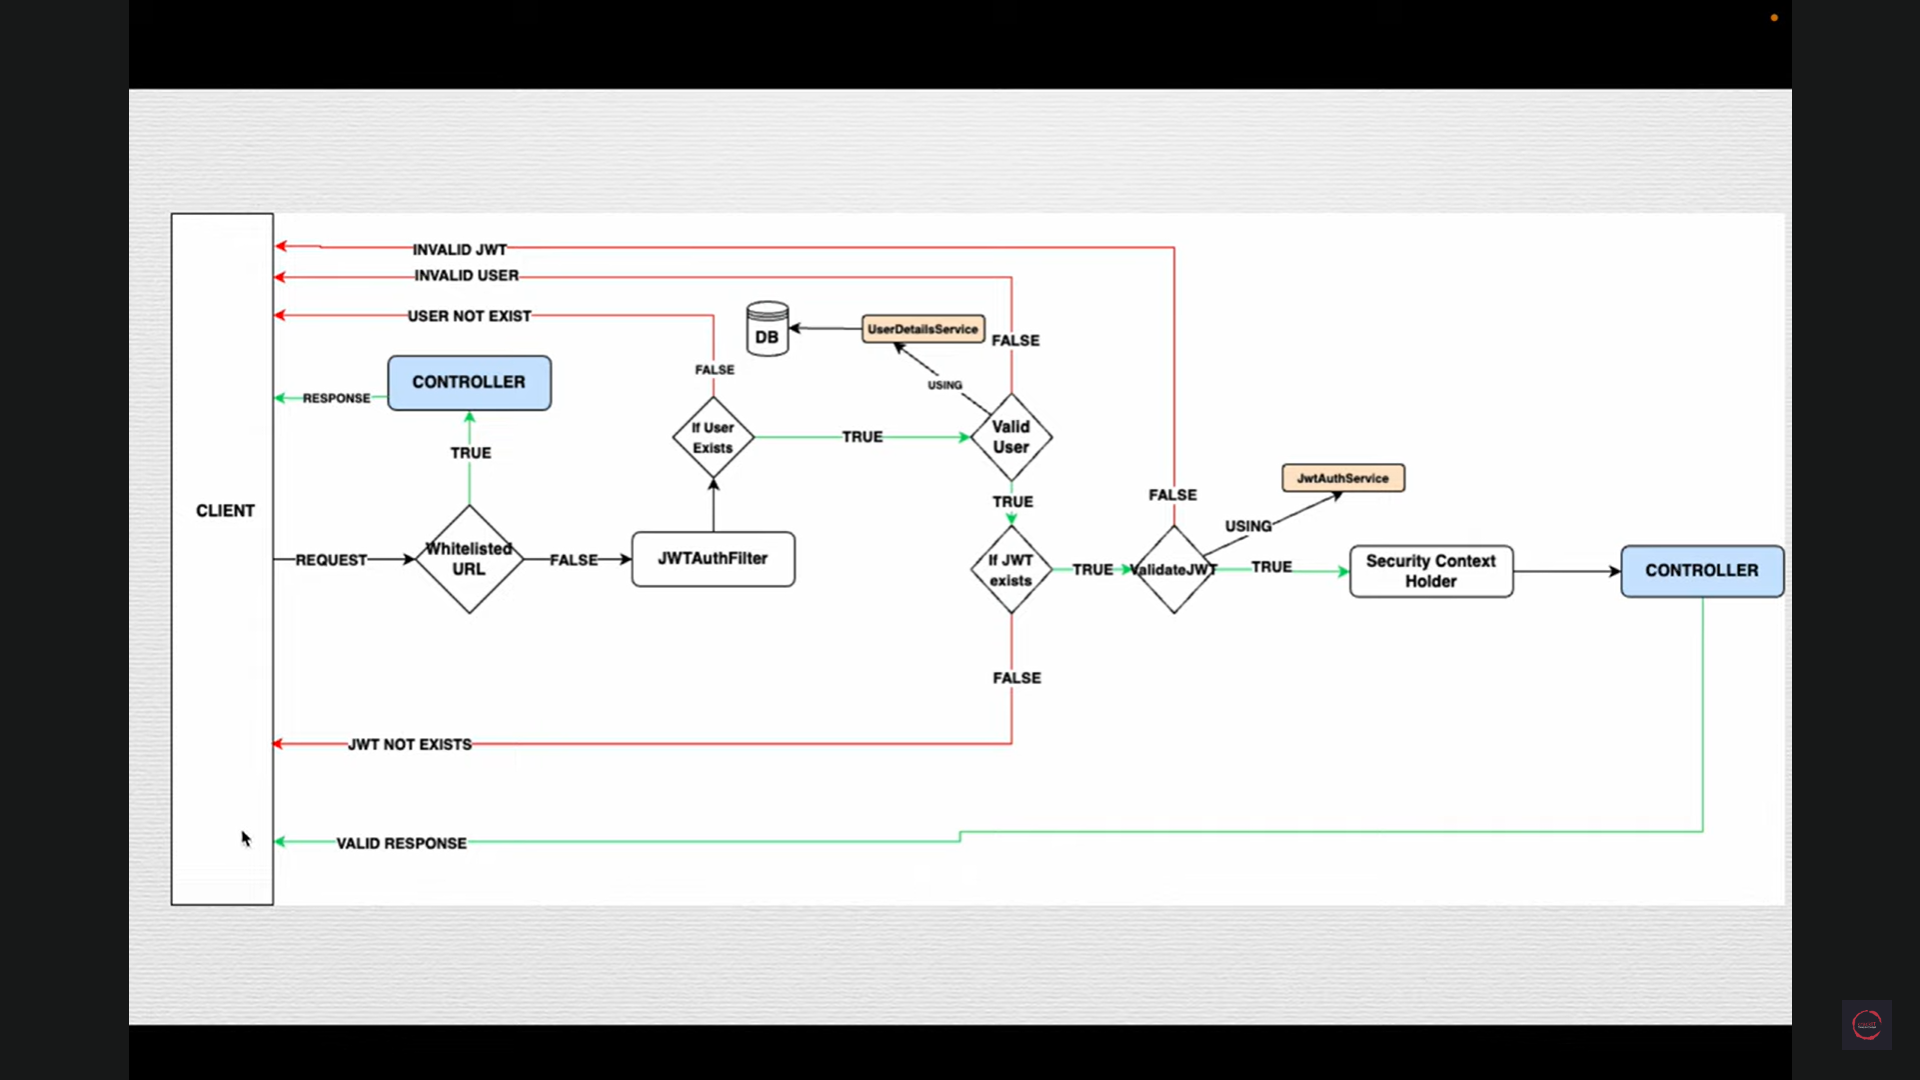 INVALID JWT
INVALID USER
USER NOT EXIST
DB
UserDetailsService
FALSE
FALSE
USING
CONTROLLER
RESPONSE
TRUE
If User
Exists
TRUE
Valid
User
TRUE
CLIENT
REQUEST
Whitelisted
URL
FALSE
JWTAuthFilter
If JWT
exists
TRUE
FALSE
ValidateJWT
USING
JwtAuthService
TRUE
Security Context
Holder
CONTROLLER
FALSE
JWT NOT EXISTS
VALID RESPONSE